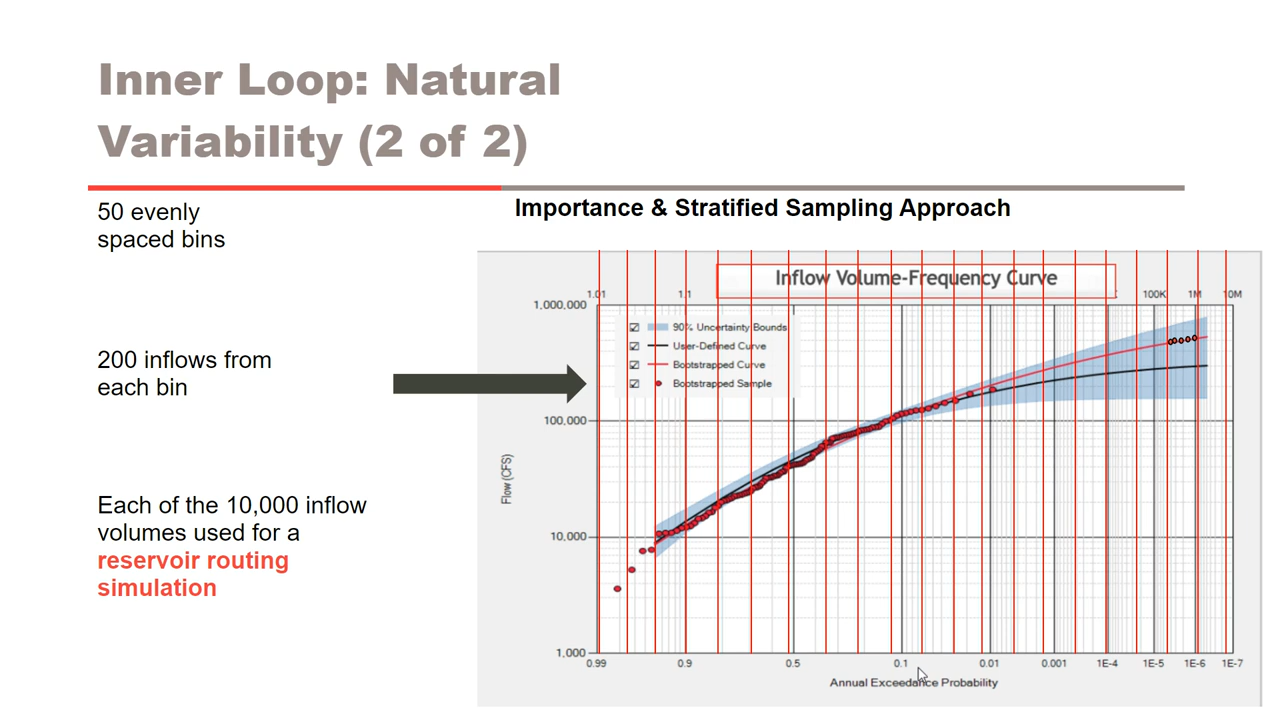 Inner Loop: Natural
Variability (2 of 2)
50 evenly
spaced bins
200 inflows from
each bin
Each of the 10,000 inflow
volumes used for a
reservoir routing
simulation
Importance & Stratified Sampling Approach
Inflow Volume-Frequency Curve
1.01 1.1 100K 1M 10M
1,000,000
90% Uncertainty Bounds
User-Defined Curve
Bootstrapped Curve
Bootstrapped Sample
100,000
Flow (CFS)
10,000
1,000
0.99 0.9 0.5 0.1 0.01 0.001 1E-4 1E-5 1E-6 1E-7
Annual Exceedance Probability